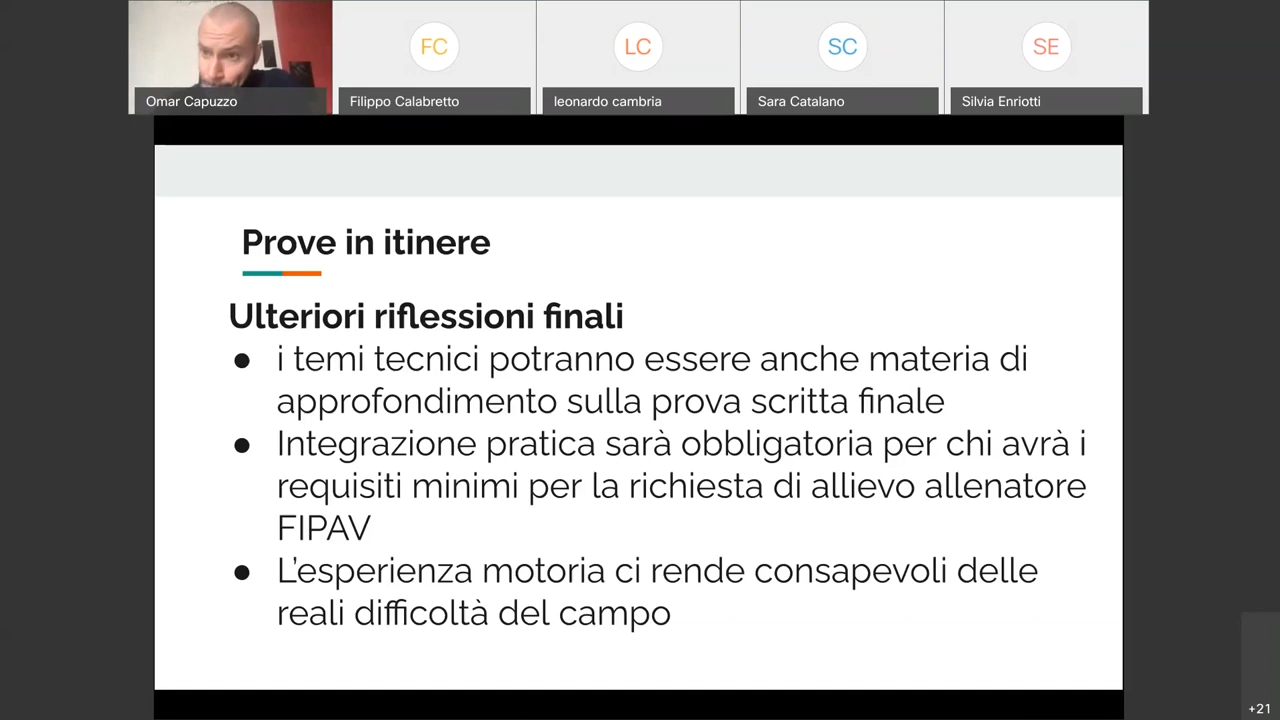 FC
LC
SC
SE
Omar Capuzzo
Filippo Calabretto
leonardo cambria
Sara Catalano
Silvia Enriotti
Prove in itinere
Ulteriori riflessioni finali
● i temi tecnici potranno essere anche materia di
approfondimento sulla prova scritta finale
● Integrazione pratica sarà obbligatoria per chi avrà i
requisiti minimi per la richiesta di allievo allenatore
FIPAV
● L'esperienza motoria ci rende consapevoli delle
reali difficoltà del campo
+21